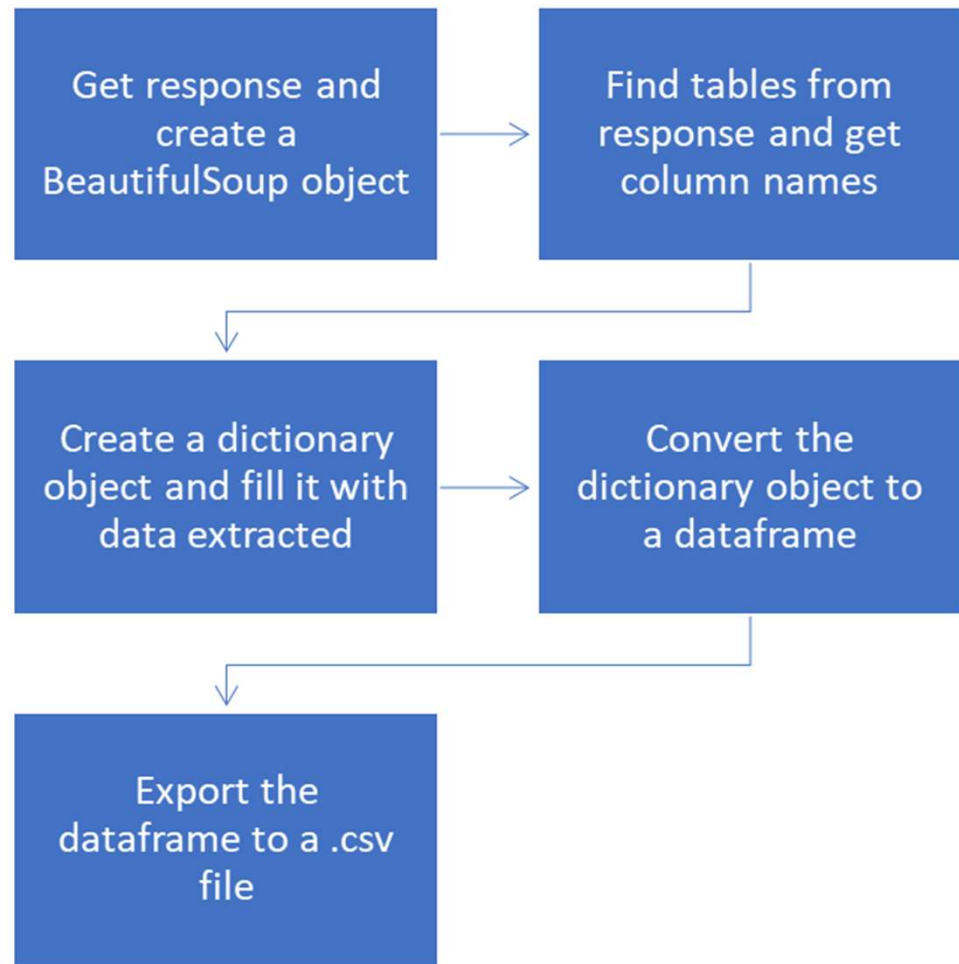 Get response and
create a
BeautifulSoup object
Find tables from
response and get
column names
Create a dictionary
object and fill it with
data extracted
Convert the
dictionary object to
a dataframe
Export the
dataframe to a .csv
file